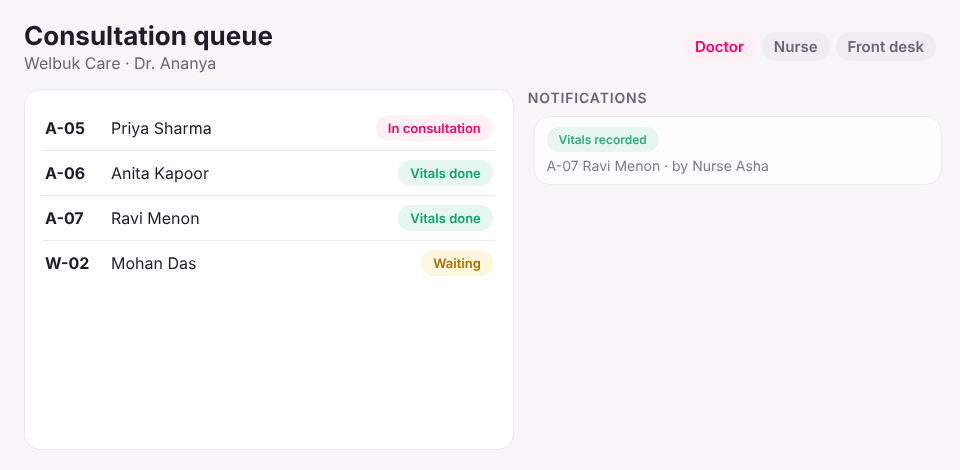 Consultation queue
Welbuk Care · Dr. Ananya
Doctor Nurse Front desk
A-05 Priya Sharma In consultation
A-06 Anita Kapoor Vitals done
A-07 Ravi Menon Vitals done
W-02 Mohan Das Waiting
NOTIFICATIONS
Vitals recorded
A-07 Ravi Menon · by Nurse Asha